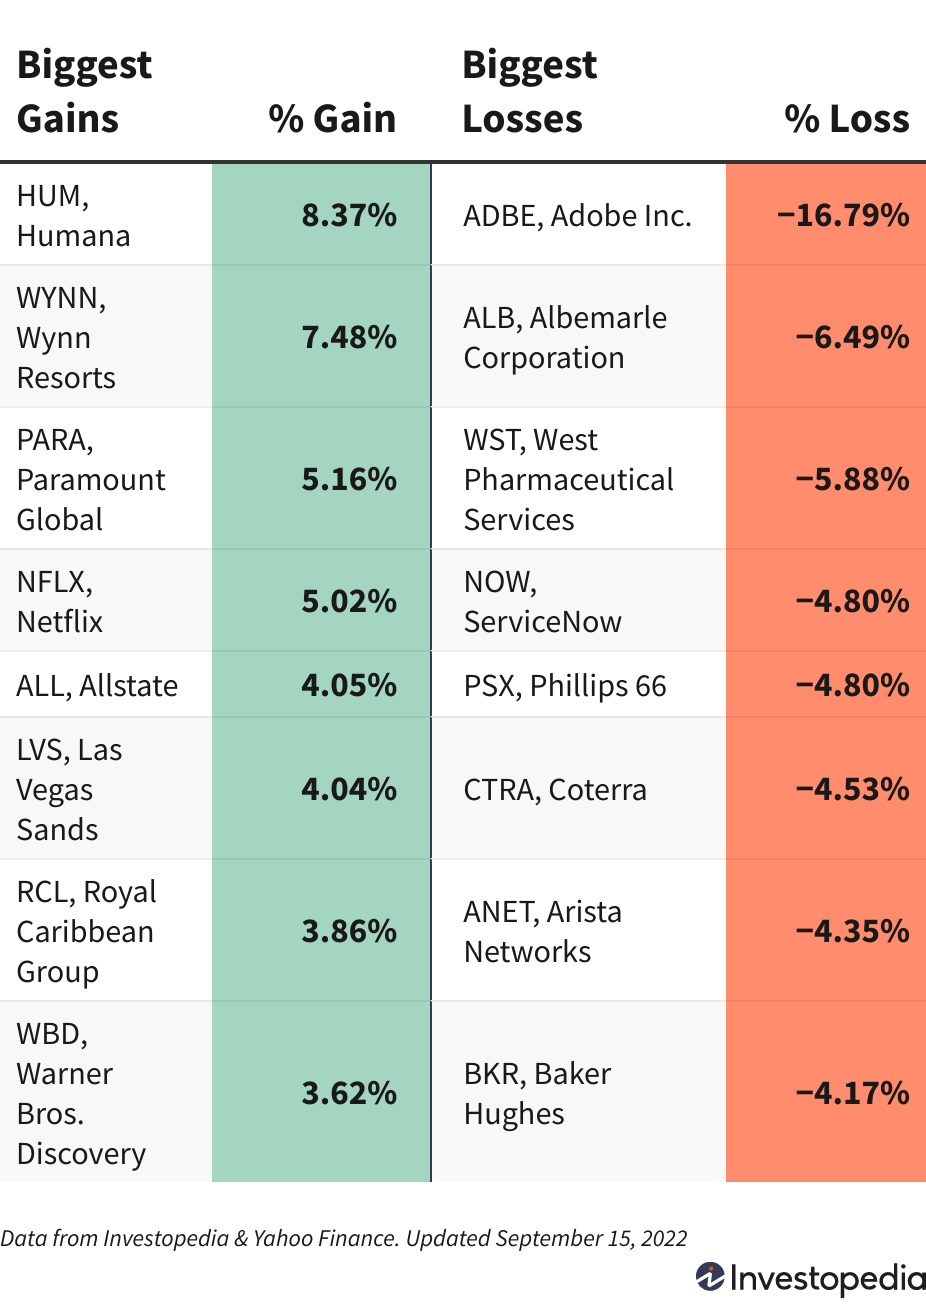 Biggest
Gains
% Gain
Biggest
Losses
% Loss
HUM,
Humana
8.37%
ADBE, Adobe Inc.
−16.79%
WYNN,
Wynn
Resorts
7.48%
ALB, Albemarle
Corporation
−6.49%
PARA,
Paramount
Global
5.16%
WST, West
Pharmaceutical
Services
−5.88%
NFLX,
Netflix
5.02%
NOW,
ServiceNow
−4.80%
ALL, Allstate
4.05%
PSX, Phillips 66
−4.80%
LVS, Las
Vegas
Sands
4.04%
CTRA, Coterra
−4.53%
RCL, Royal
Caribbean
Group
3.86%
ANET, Arista
Networks
−4.35%
WBD,
Warner
Bros.
Discovery
3.62%
BKR, Baker
Hughes
−4.17%
Data from Investopedia & Yahoo Finance. Updated September 15, 2022
Investopedia